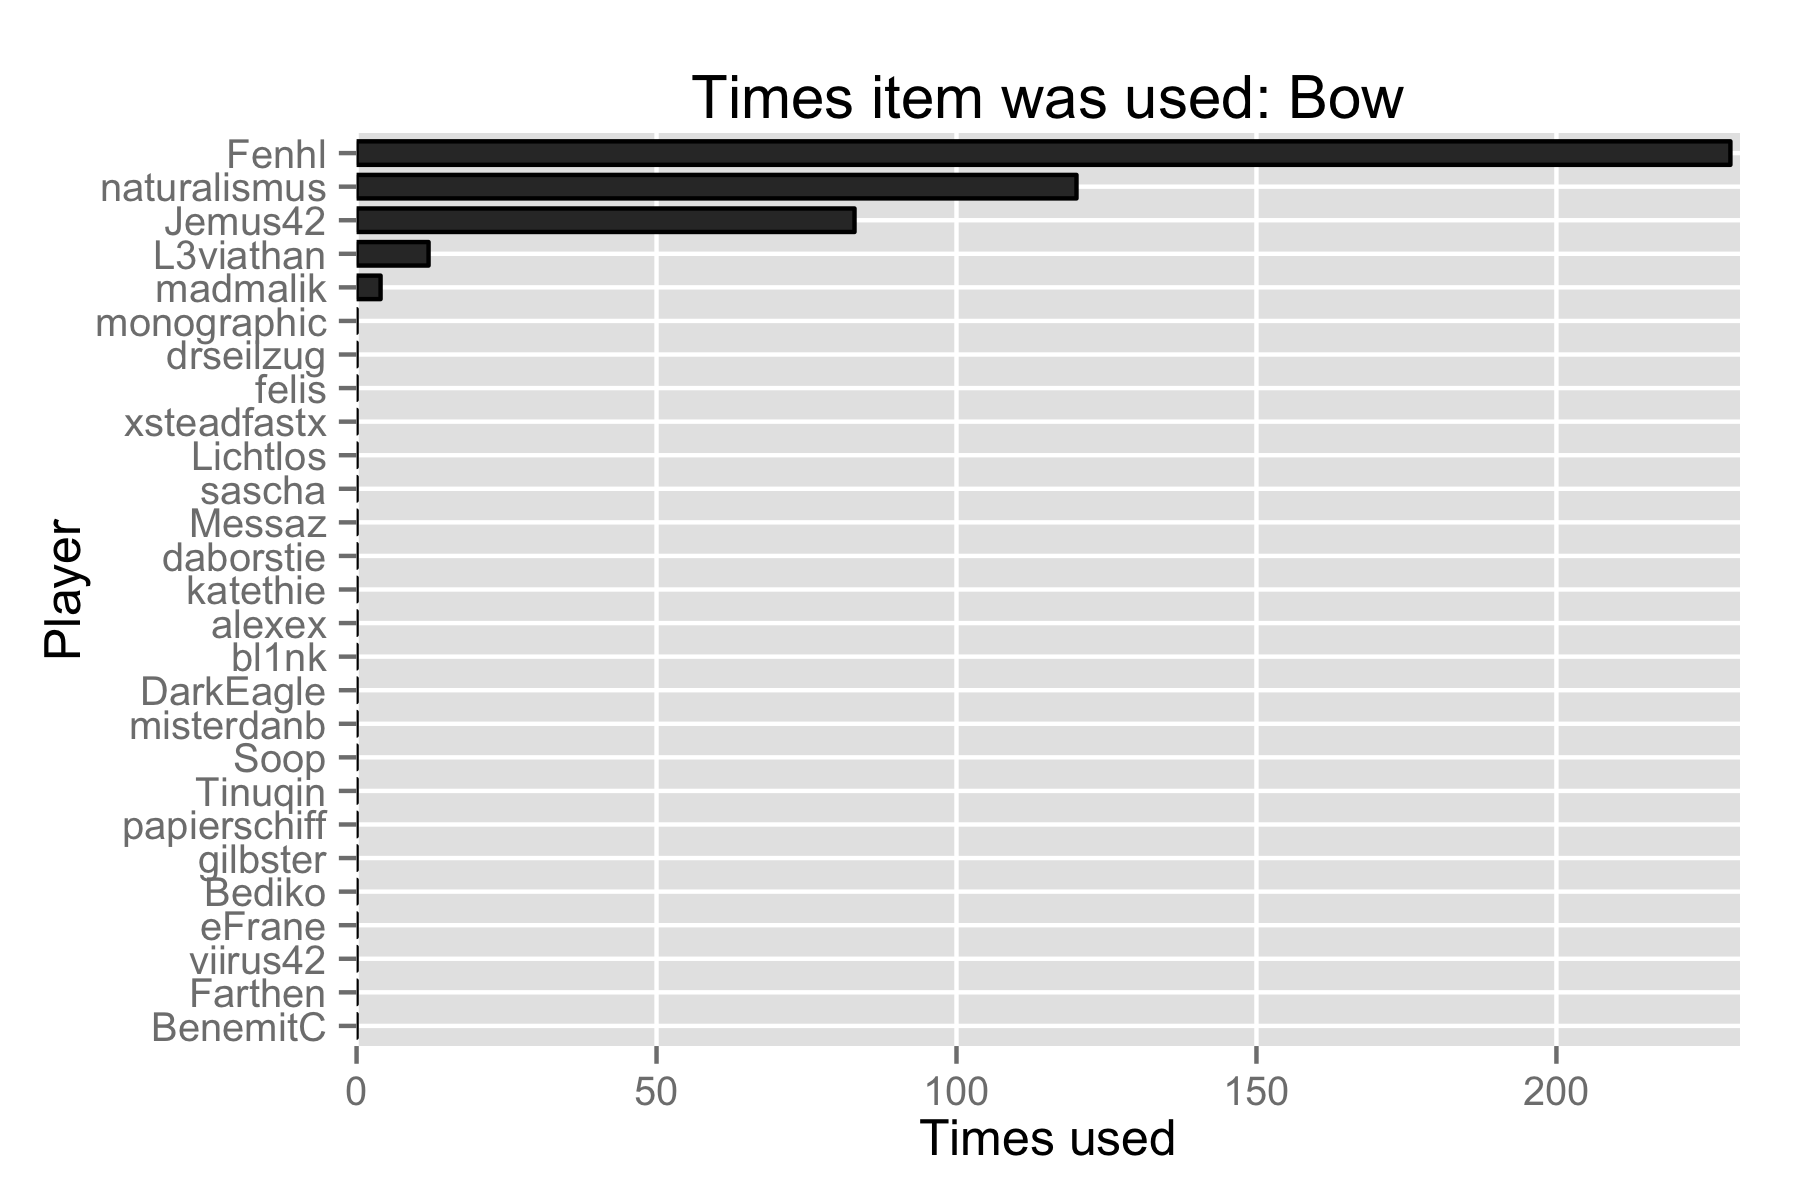 Times item was used: Bow
Fenhl
naturalismus
Jemus42
L3viathan
madmalik
monographic
drseilzug
felis
xsteadfastx
Lichtlos
sascha
Messaz
daborstie
katethie
alexex
bl1nk
DarkEagle
misterdanb
Soop
Tinuqin
papierschiff
gilbster
Bediko
eFrane
viirus42
Farthen
BenemitC
Player
0 50 100 150 200
Times used